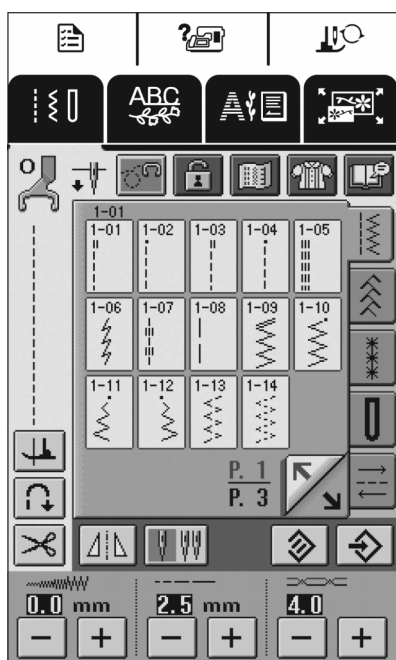 ?
ABC
A
O
1-01
1-01 1-02 1-03 1-04 1-05
1-06 1-07 1-08 1-09 1-10
1-11 1-12 1-13 1-14
P. 1
P. 3
0.0 mm 2.5 mm 4.0
− + − + − +